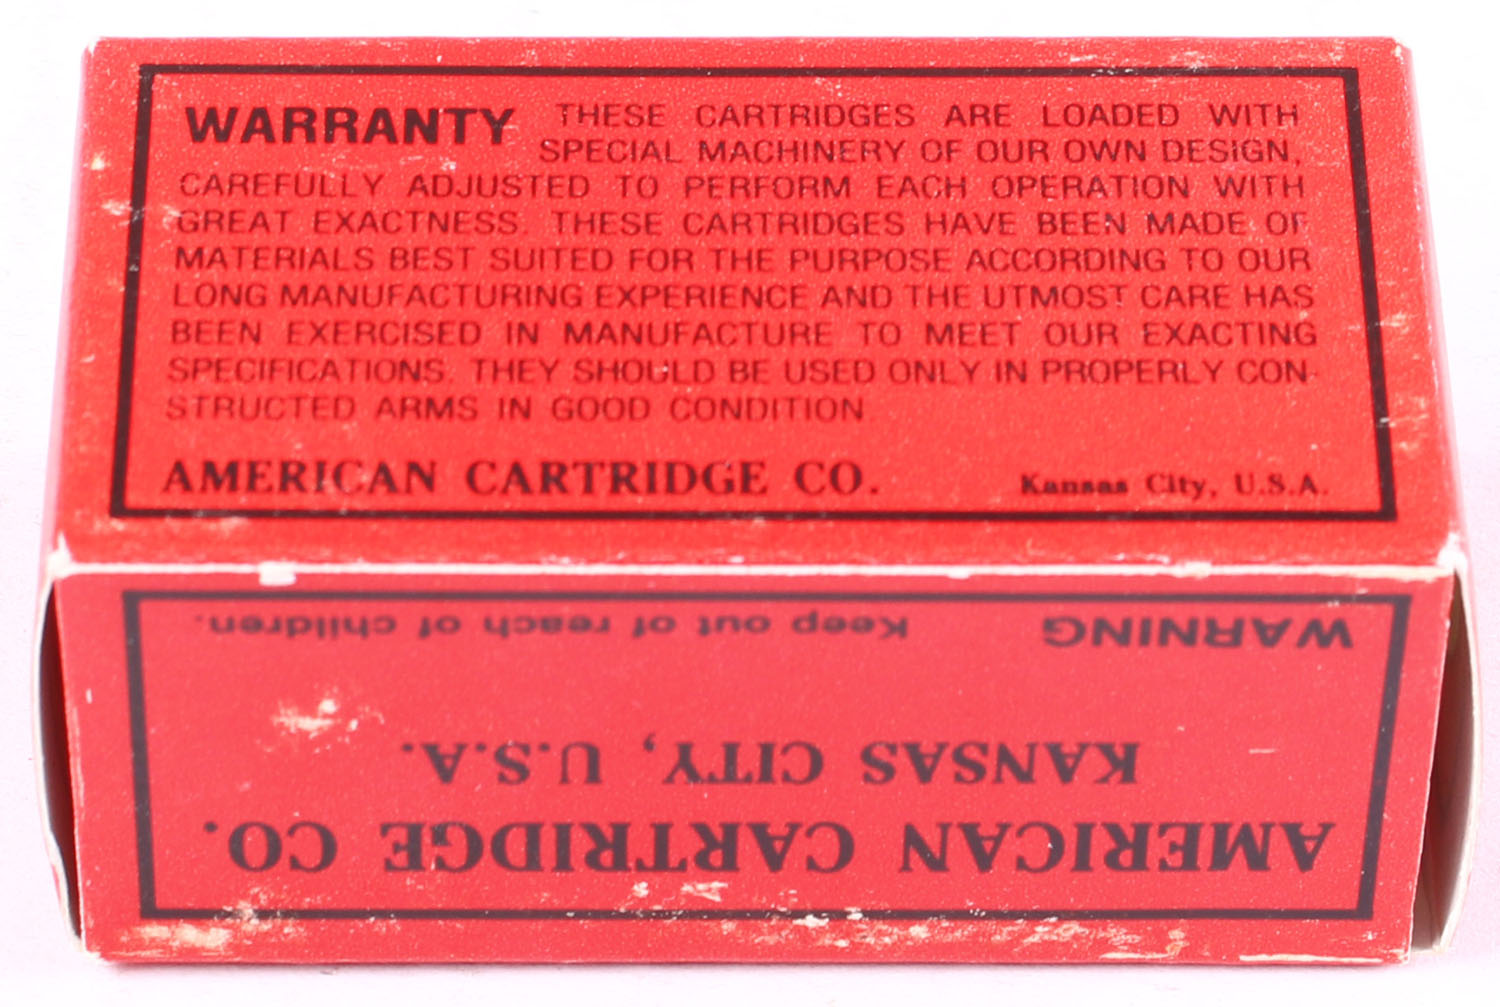 WARRANTY THESE CARTRIDGES ARE LOADED WITH
SPECIAL MACHINERY OF OUR OWN DESIGN,
CAREFULLY ADJUSTED TO PERFORM EACH OPERATION WITH
GREAT EXACTNESS. THESE CARTRIDGES HAVE BEEN MADE OF
MATERIALS BEST SUITED FOR THE PURPOSE ACCORDING TO OUR
LONG MANUFACTURING EXPERIENCE AND THE UTMOST CARE HAS
BEEN EXERCISED IN MANUFACTURE TO MEET OUR EXACTING
SPECIFICATIONS. THEY SHOULD BE USED ONLY IN PROPERLY CON-
STRUCTED ARMS IN GOOD CONDITION.
AMERICAN CARTRIDGE CO. Kansas City, U.S.A.
AMERICAN CARTRIDGE CO.
KANSAS CITY, U.S.A.
WARNING Keep out of reach of children.